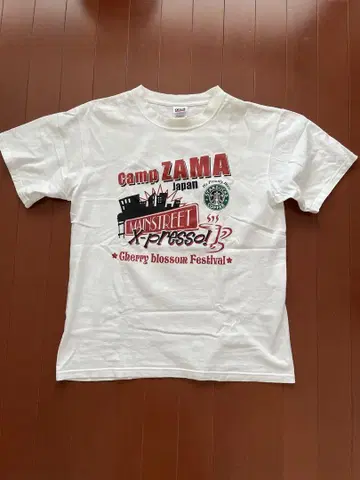 camp ZAMA
Japan
MAINSTREET
X-presso!
★Cherry blossom Festival★